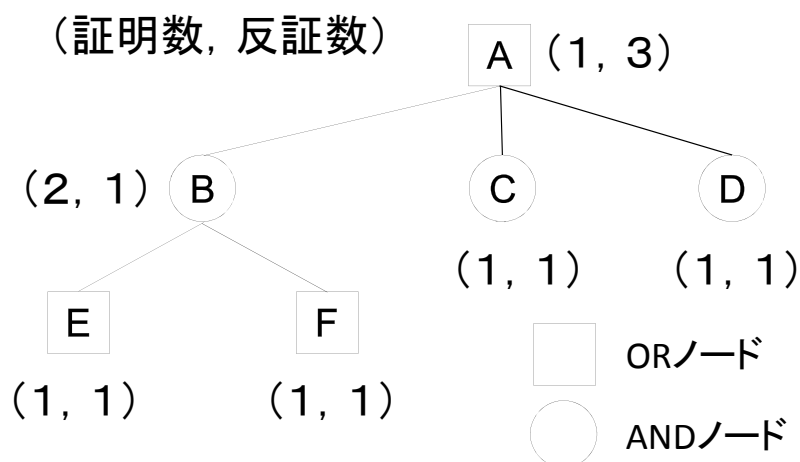 (証明数, 反証数)
A (1, 3)
(2, 1) B
C
D
(1, 1)
(1, 1)
E
F
(1, 1)
(1, 1)
ORノード
ANDノード